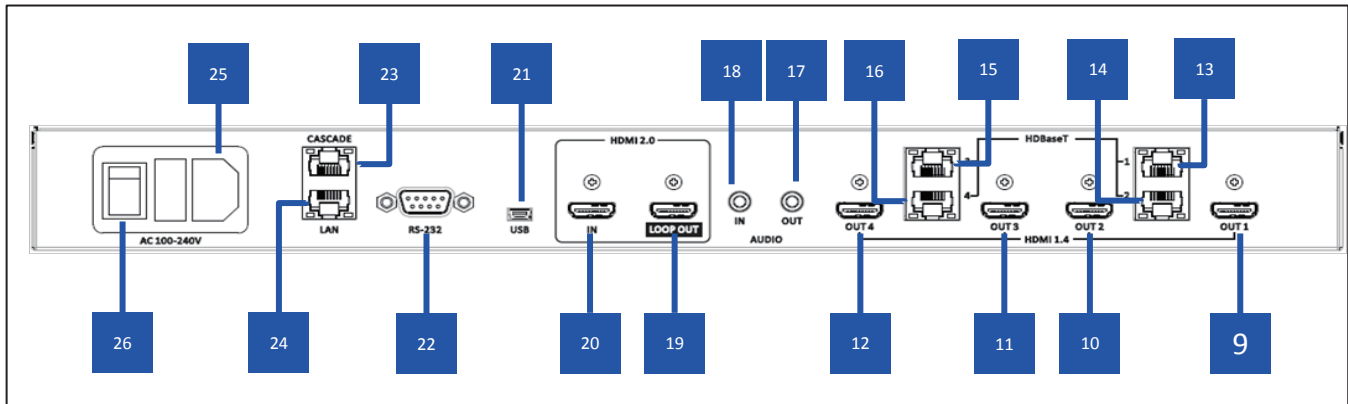 25
23
21
18
17
16
15
14
13
CASCADE
HDMI 2.0
HDBaseT
3
1
4
2
IN
OUT
LAN
RS-232
USB
IN
LOOP OUT
AUDIO
OUT 4
OUT 3
OUT 2
OUT 1
AC 100-240V
HDMI 1.4
26
24
22
20
19
12
11
10
9